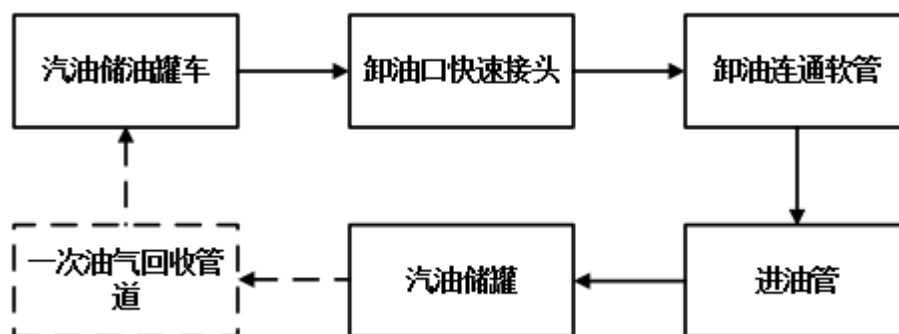 汽油储油罐车
卸油口快速接头
卸油连通软管
一次油气回收管
道
汽油储罐
进油管